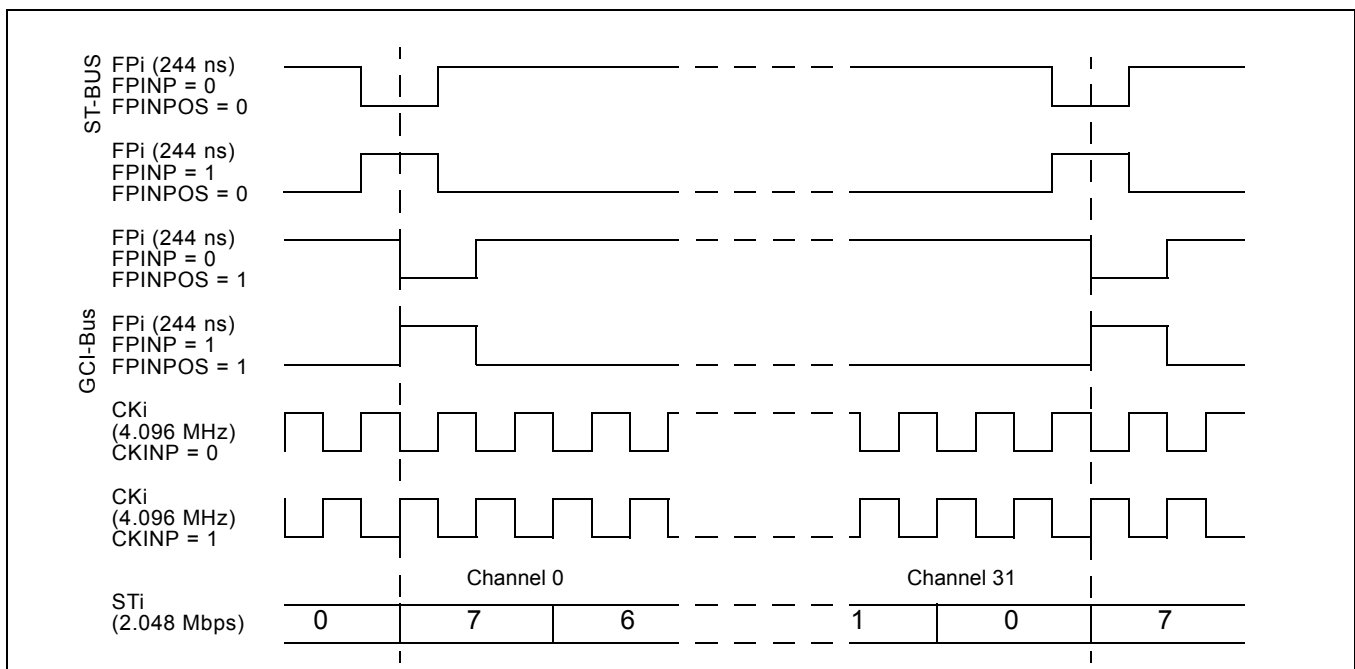 ST-BUS
FPi (244 ns)
FPINP = 0
FPINPOS = 0
FPi (244 ns)
FPINP = 1
FPINPOS = 0
FPi (244 ns)
FPINP = 0
FPINPOS = 1
GCI-Bus
FPi (244 ns)
FPINP = 1
FPINPOS = 1
CKi
(4.096 MHz)
CKINP = 0
CKi
(4.096 MHz)
CKINP = 1
Channel 0 Channel 31
STi
(2.048 Mbps)
0 7 6 1 0 7